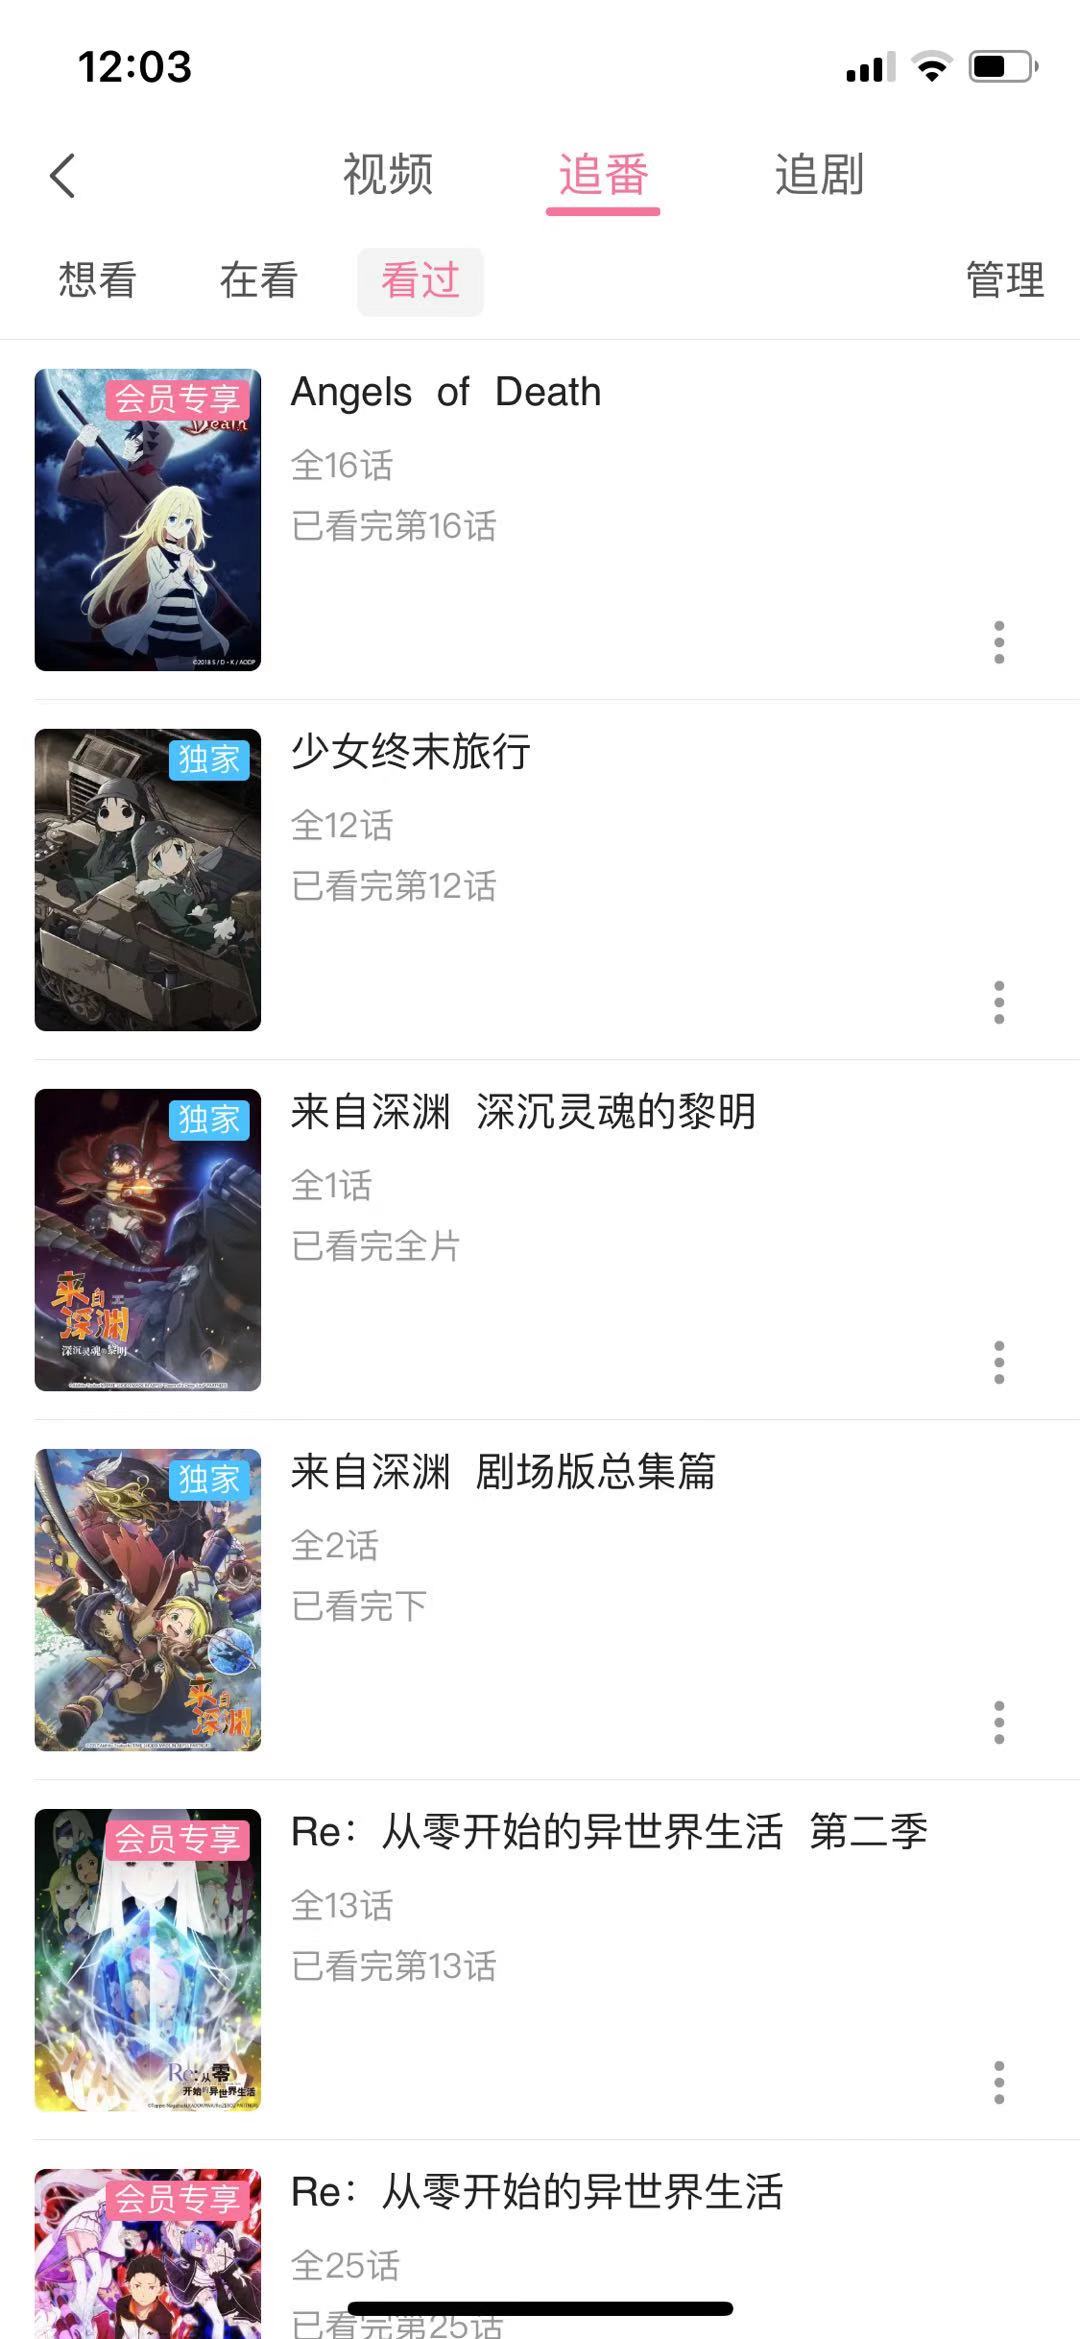 12:03
视频 追番 追剧
想看 在看 看过 管理
会员专享
Death
©2018 S / D・K / AODP
Angels of Death
全16话
已看完第16话
独家
少女终末旅行
全12话
已看完第12话
独家
来自深渊
深沉灵魂的黎明
来自深渊 深沉灵魂的黎明
全1话
已看完全片
独家
来自深渊
来自深渊 剧场版总集篇
全2话
已看完下
会员专享
Re:从零
开始的异世界生活
Re：从零开始的异世界生活 第二季
全13话
已看完第13话
会员专享
Re：从零开始的异世界生活
全25话
已看完第25话